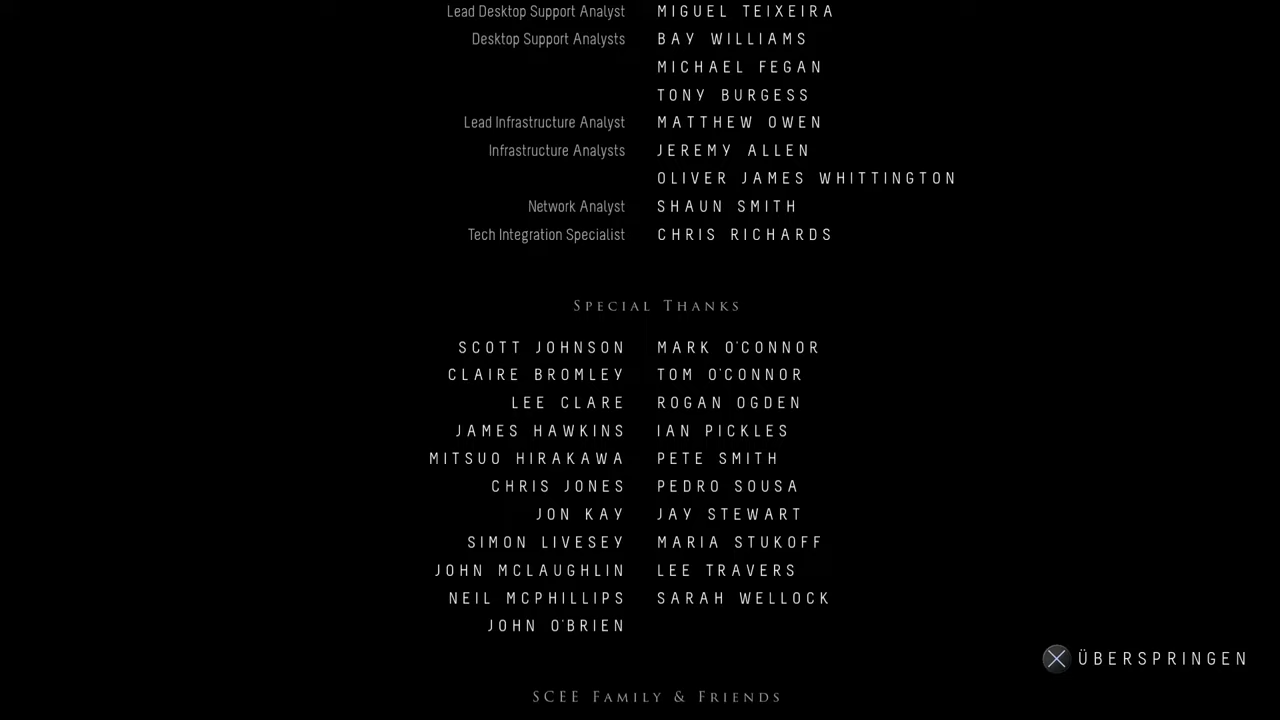 Lead Desktop Support Analyst MIGUEL TEIXEIRA
Desktop Support Analysts BAY WILLIAMS
MICHAEL FEGAN
TONY BURGESS
Lead Infrastructure Analyst MATTHEW OWEN
Infrastructure Analysts JEREMY ALLEN
OLIVER JAMES WHITTINGTON
Network Analyst SHAUN SMITH
Tech Integration Specialist CHRIS RICHARDS
SPECIAL THANKS
SCOTT JOHNSON MARK O'CONNOR
CLAIRE BROMLEY TOM O'CONNOR
LEE CLARE ROGAN OGDEN
JAMES HAWKINS IAN PICKLES
MITSUO HIRAKAWA PETE SMITH
CHRIS JONES PEDRO SOUSA
JON KAY JAY STEWART
SIMON LIVESEY MARIA STUKOFF
JOHN MCLAUGHLIN LEE TRAVERS
NEIL MCPHILLIPS SARAH WELLOCK
JOHN O'BRIEN
ÜBERSPRINGEN
SCEE FAMILY & FRIENDS